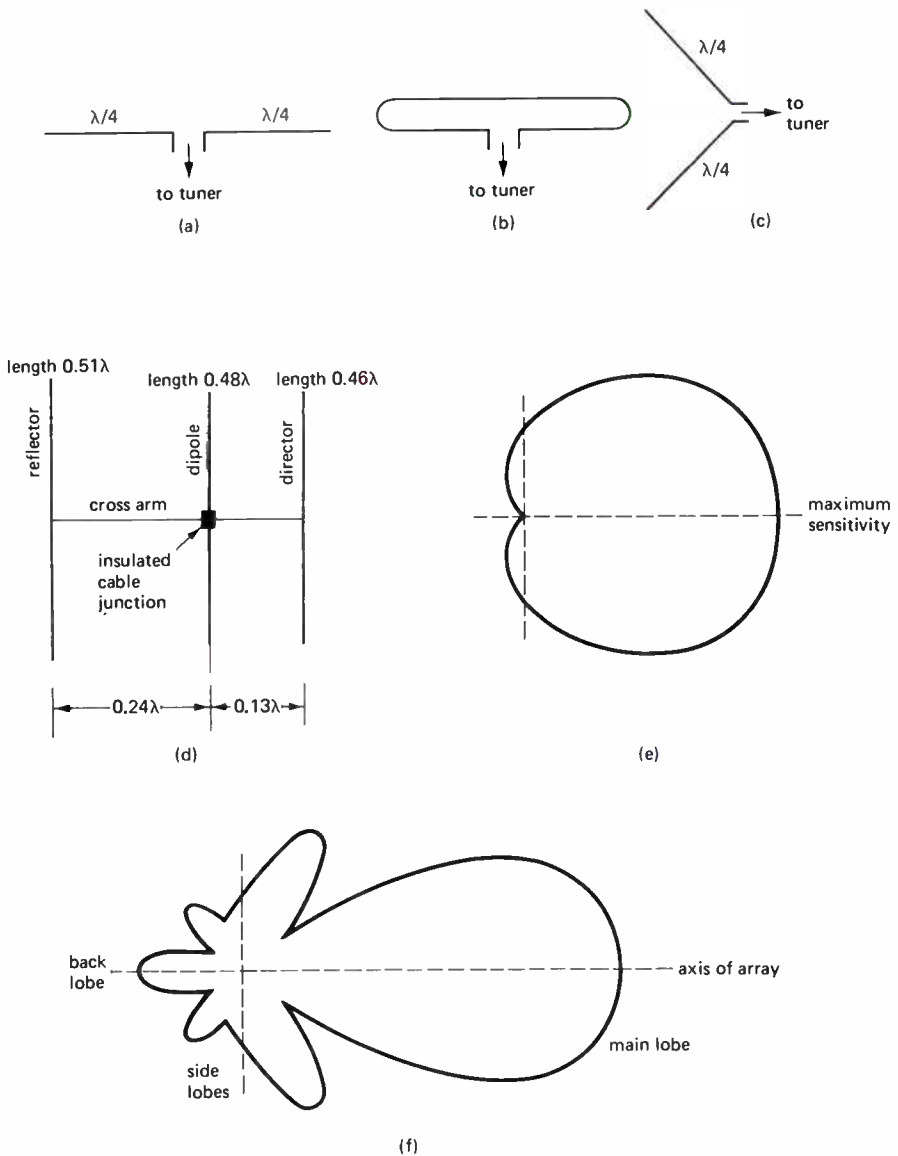 λ/4
λ/4
to tuner
(a)
to tuner
(b)
λ/4
to
tuner
λ/4
(c)
length 0.51λ
length 0.48λ
length 0.46λ
reflector
dipole
director
cross arm
insulated
cable
junction
0.24λ
0.13λ
(d)
maximum
sensitivity
(e)
back
lobe
axis of array
main lobe
side
lobes
(f)